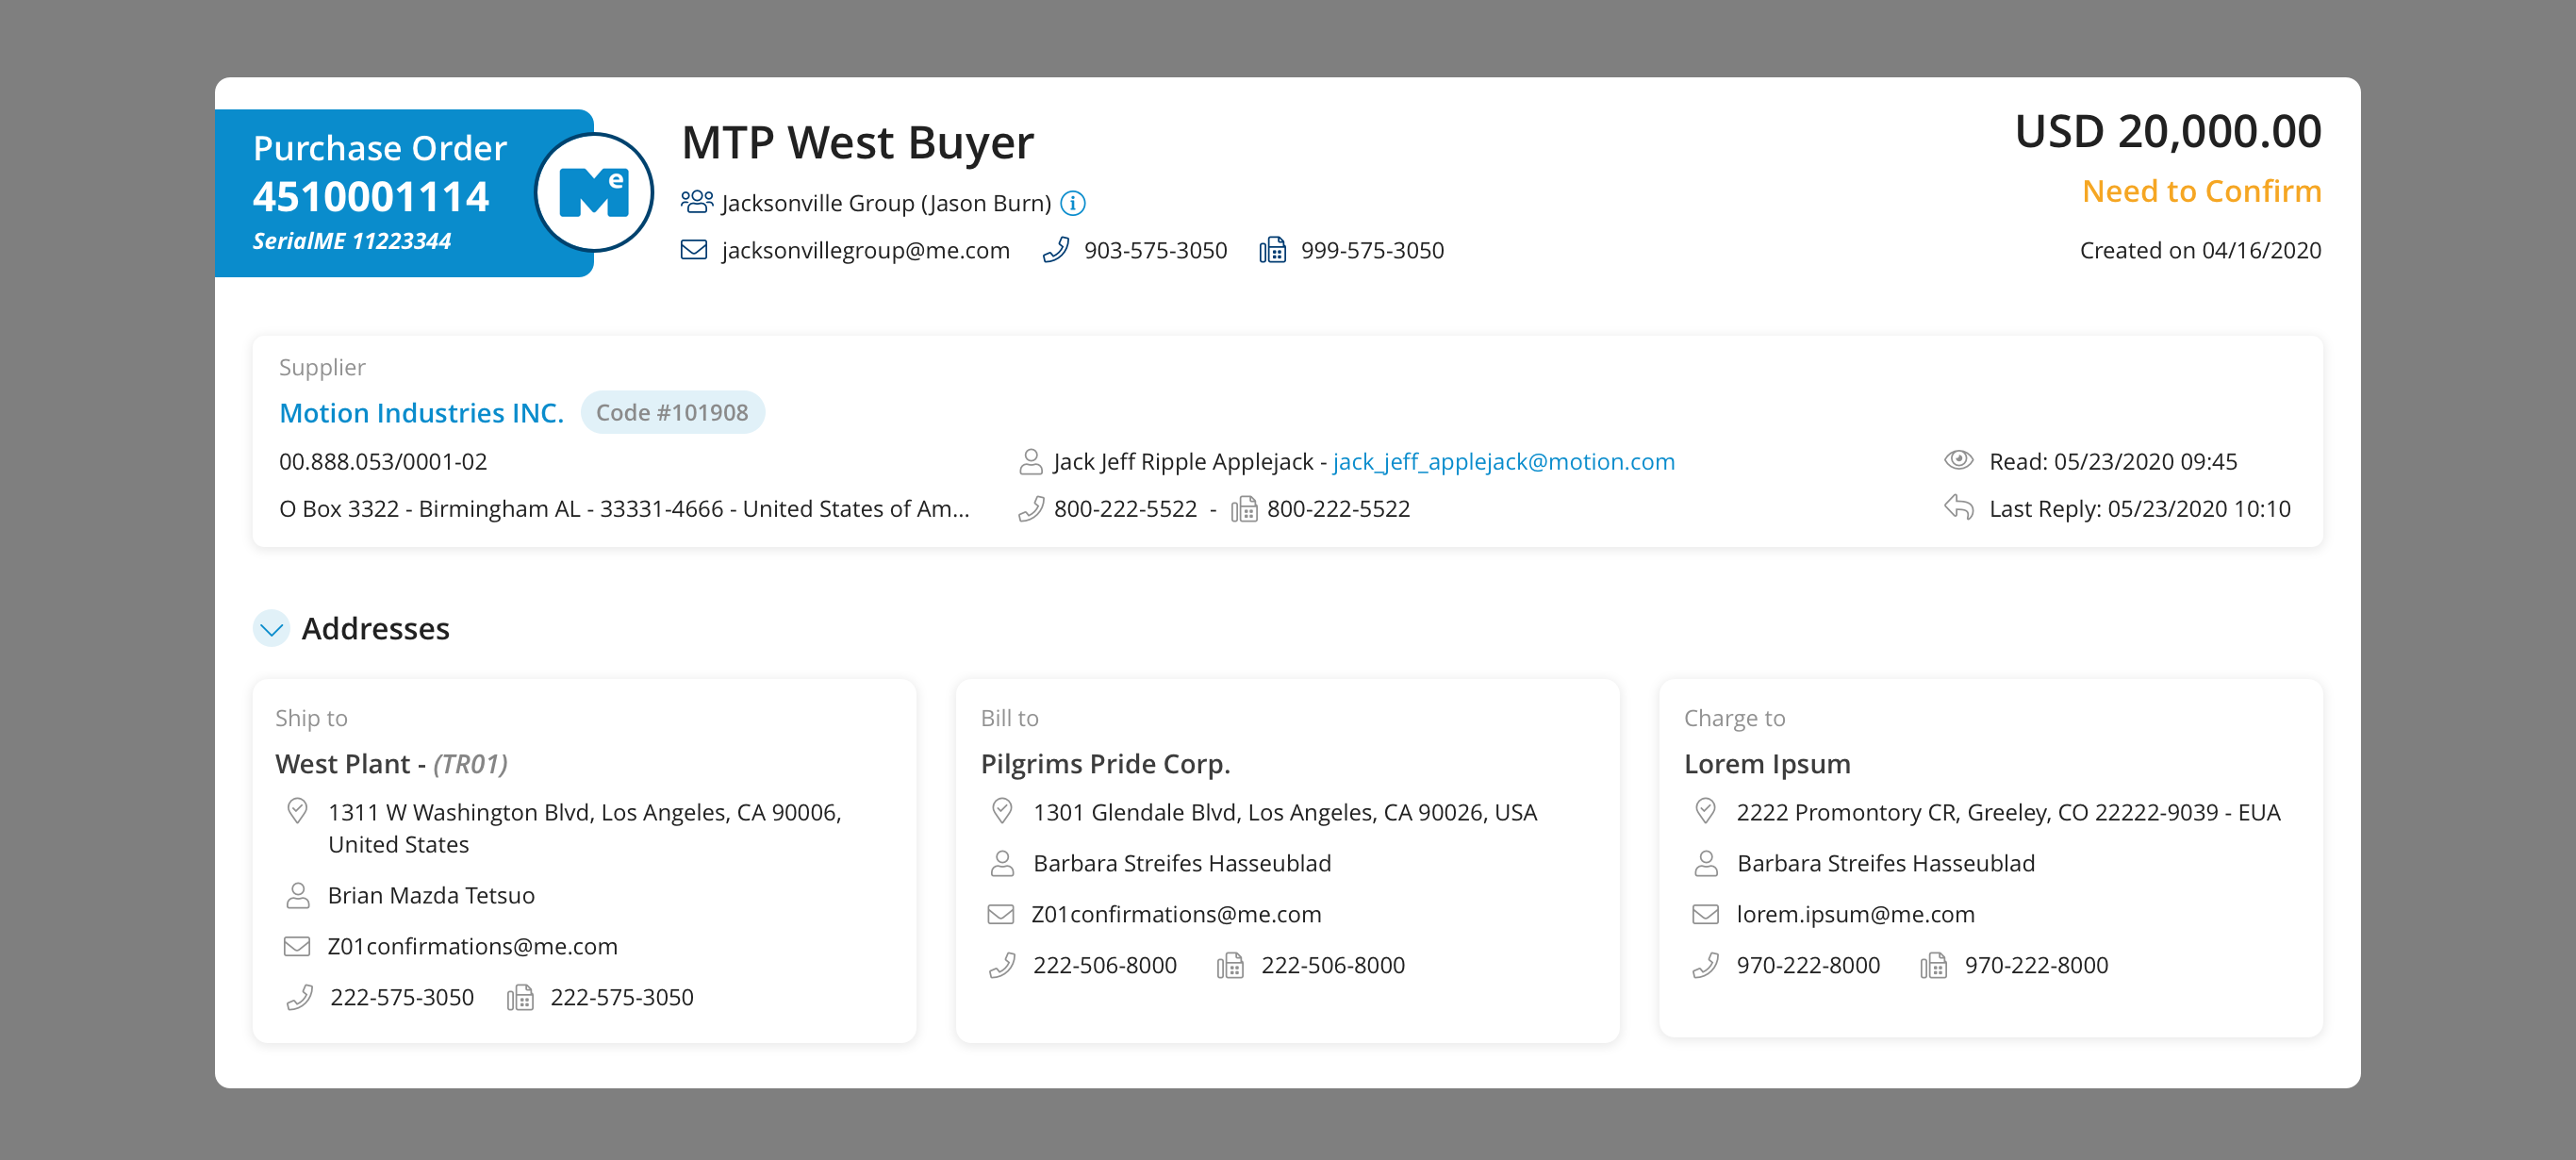 Purchase Order
4510001114
SerialME 11223344
Me
MTP West Buyer
Jacksonville Group (Jason Burn)
jacksonvillegroup@me.com 903-575-3050 999-575-3050
USD 20,000.00
Need to Confirm
Created on 04/16/2020
Supplier
Motion Industries INC. Code #101908
00.888.053/0001-02
O Box 3322 - Birmingham AL - 33331-4666 - United States of Am...
Jack Jeff Ripple Applejack - jack_jeff_applejack@motion.com
800-222-5522 - 800-222-5522
Read: 05/23/2020 09:45
Last Reply: 05/23/2020 10:10
Addresses
Ship to
West Plant - (TR01)
1311 W Washington Blvd, Los Angeles, CA 90006,
United States
Brian Mazda Tetsuo
Z01confirmations@me.com
222-575-3050 222-575-3050
Bill to
Pilgrims Pride Corp.
1301 Glendale Blvd, Los Angeles, CA 90026, USA
Barbara Streifes Hasseublad
Z01confirmations@me.com
222-506-8000 222-506-8000
Charge to
Lorem Ipsum
2222 Promontory CR, Greeley, CO 22222-9039 - EUA
Barbara Streifes Hasseublad
lorem.ipsum@me.com
970-222-8000 970-222-8000